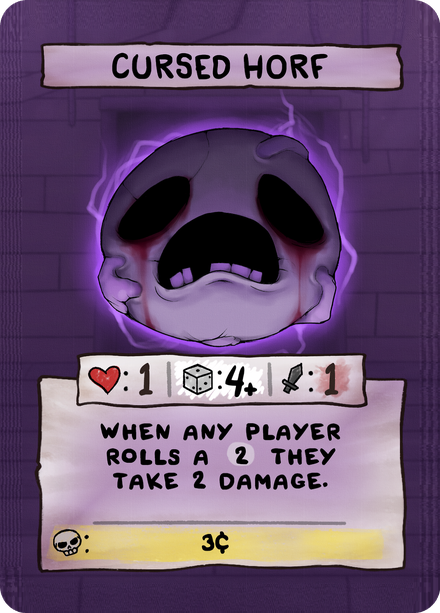 CURSED HORF
:1 :4+ :1
WHEN ANY PLAYER
ROLLS A 2 THEY
TAKE 2 DAMAGE.
: 3¢